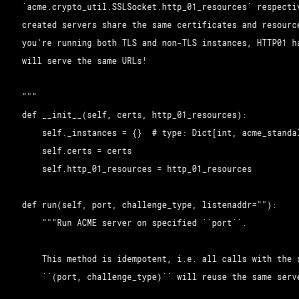 `acme.crypto_util.SSLSocket.http_01_resources` respectiv
created servers share the same certificates and resource
you're running both TLS and non-TLS instances, HTTP01 ha
will serve the same URLs!
"""
def __init__(self, certs, http_01_resources):
self._instances = {}  # type: Dict[int, acme_standal
self.certs = certs
self.http_01_resources = http_01_resources
def run(self, port, challenge_type, listenaddr=""):
"""Run ACME server on specified ``port``.
This method is idempotent, i.e. all calls with the s
``(port, challenge_type)`` will reuse the same serve